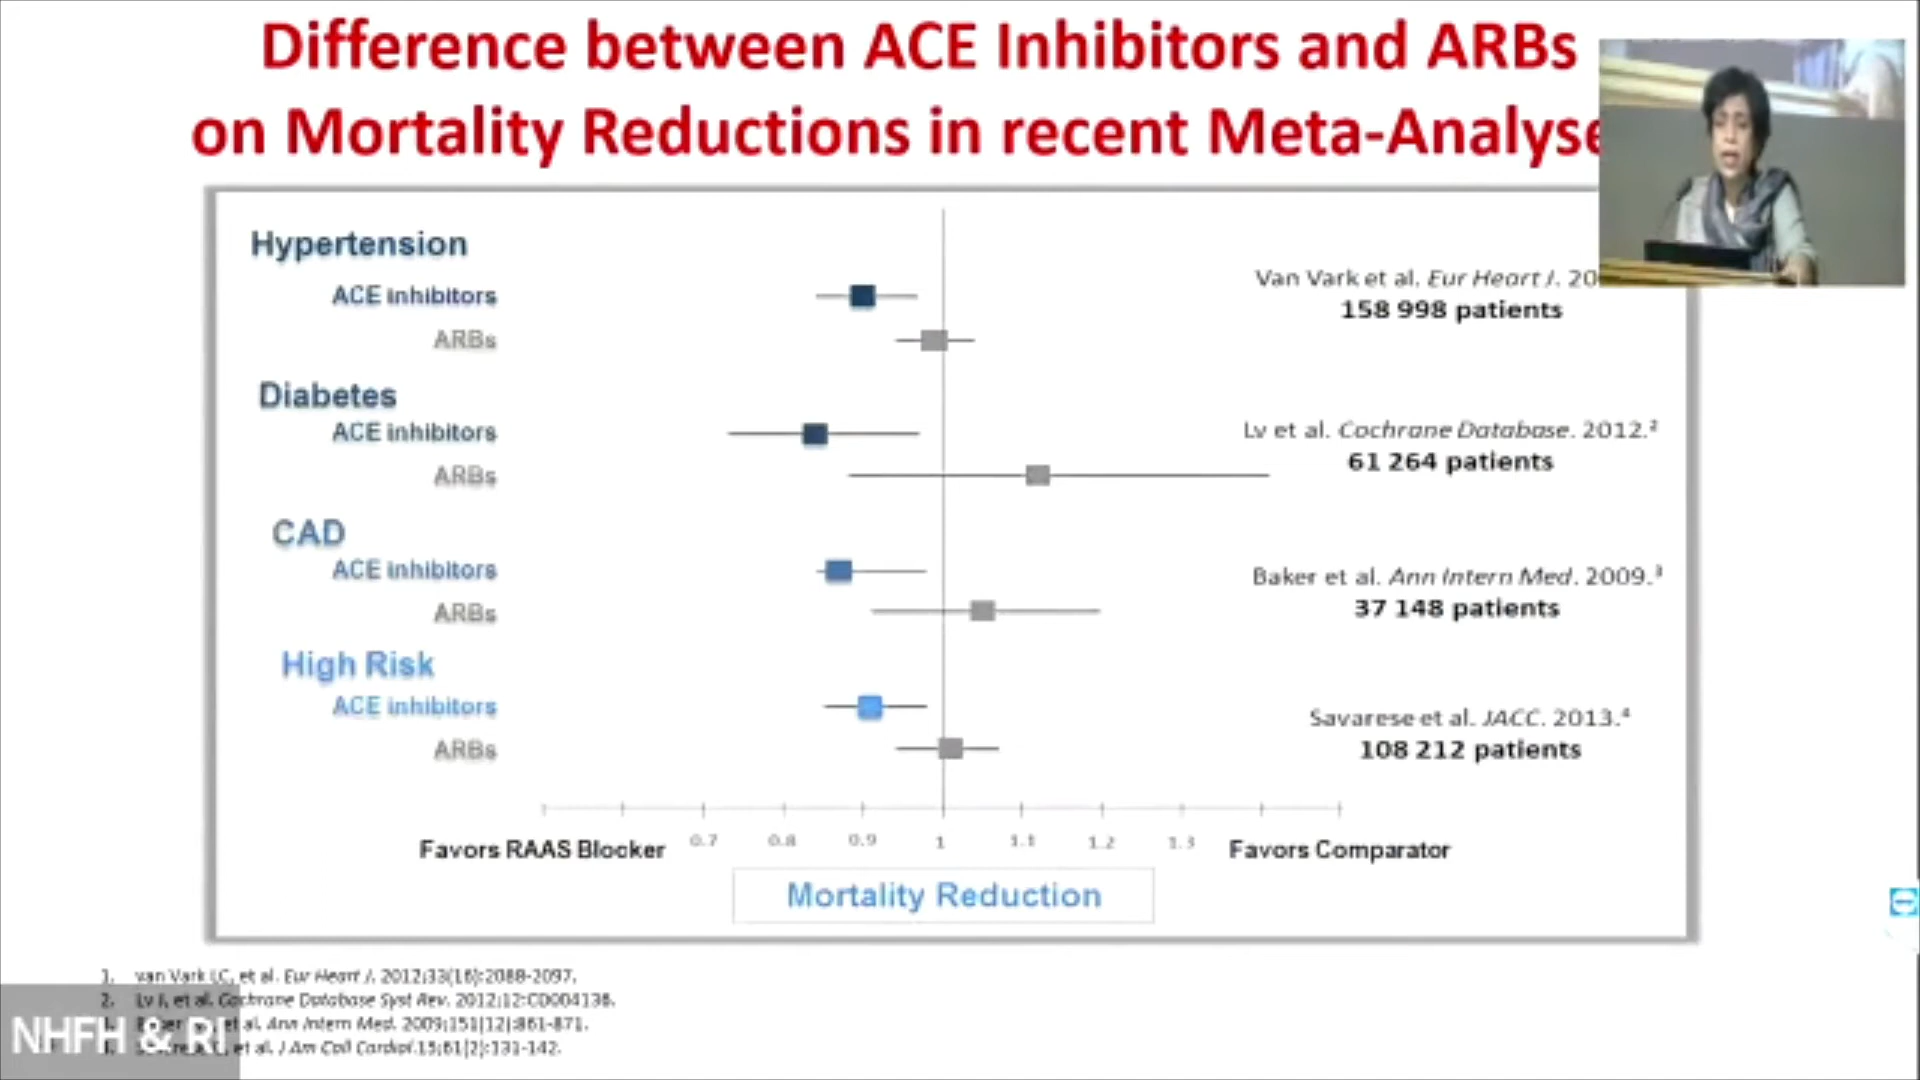 Difference between ACE Inhibitors and ARBs
on Mortality Reductions in recent Meta-Analyse
Hypertension
ACE inhibitors
ARBs
Van Vark et al. Eur Heart J. 20
158 998 patients
Diabetes
ACE inhibitors
ARBs
Lv et al. Cochrane Database. 2012.²
61 264 patients
CAD
ACE inhibitors
ARBs
Baker et al. Ann Intern Med. 2009.³
37 148 patients
High Risk
ACE inhibitors
ARBs
Savarese et al. JACC. 2013.⁴
108 212 patients
Favors RAAS Blocker 0.7 0.8 0.9 1 1.1 1.2 1.3 Favors Comparator
Mortality Reduction
1. van Vark LC, et al. Eur Heart J. 2012;33(16):2088-2097.
2. Lv J, et al. Cochrane Database Syst Rev. 2012;12:CD004136.
et al. Ann Intern Med. 2009;151(12):861-871.
et al. J Am Coll Cardiol.13;61(2):131-142.
NHFH & RI